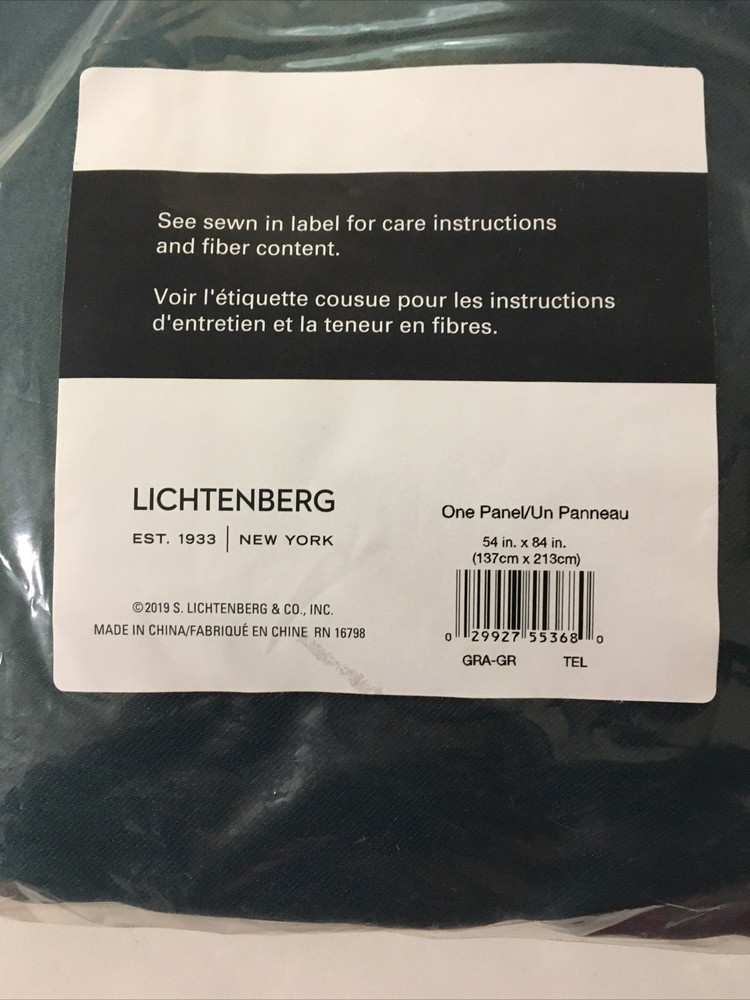 See sewn in label for care instructions
and fiber content.
Voir l'étiquette cousue pour les instructions
d'entretien et la teneur en fibres.
LICHTENBERG
EST. 1933 | NEW YORK
©2019 S. LICHTENBERG & CO., INC.
MADE IN CHINA/FABRIQUÉ EN CHINE RN 16798
One Panel/Un Panneau
54 in. x 84 in.
(137cm x 213cm)
0 29927 55368 0
GRA-GR TEL